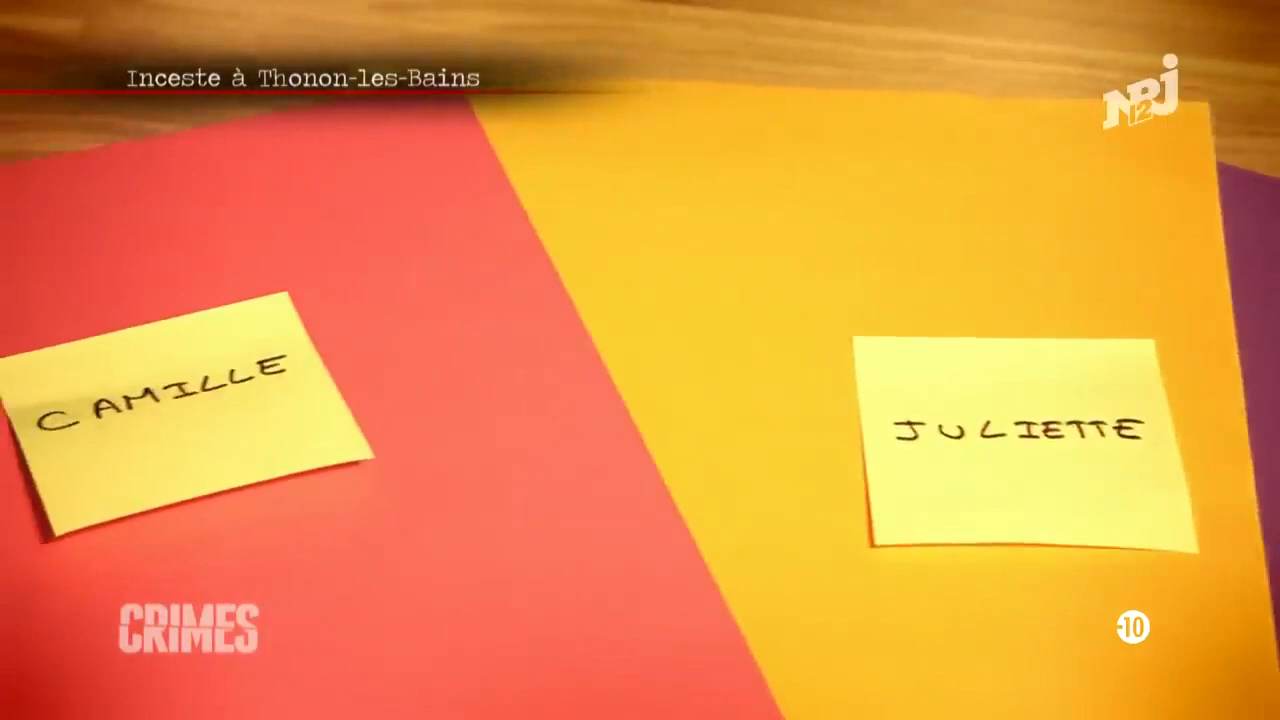 Inceste à Thonon-les-Bains
NRJ
12
CAMILLE
JULIETTE
CRIMES
-10